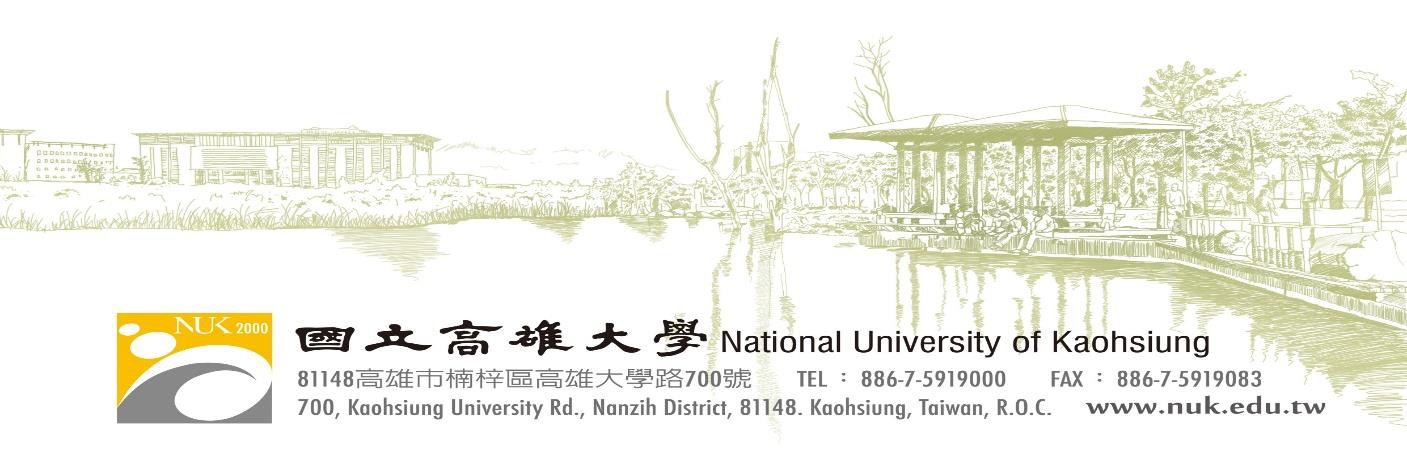 NUK 2000
國立高雄大學 National University of Kaohsiung
81148高雄市楠梓區高雄大學路700號 TEL : 886-7-5919000 FAX : 886-7-5919083
700, Kaohsiung University Rd., Nanzih District, 81148. Kaohsiung, Taiwan, R.O.C. www.nuk.edu.tw